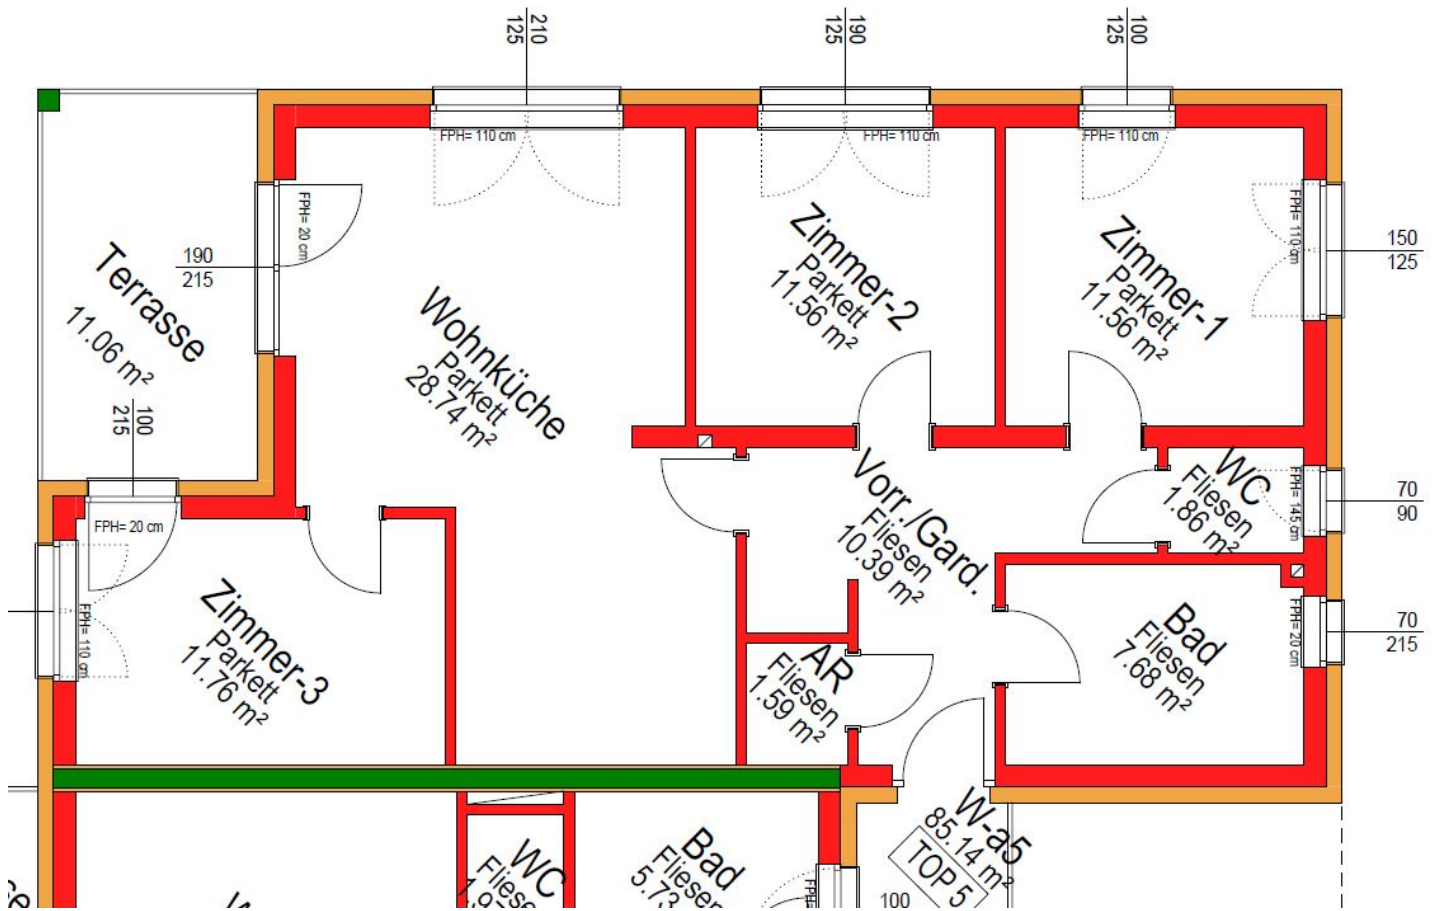 210
125
190
125
100
125
FPH= 110 cm
FPH= 110 cm
FPH= 110 cm
FPH= 20 cm
190
215
Terrasse
11.06 m²
100
215
Wohnküche
Parkett
28.74 m²
Zimmer-2
Parkett
11.56 m²
Zimmer-1
Parkett
11.56 m²
FPH= 110 cm
150
125
Vorr./Gard.
Fliesen
10.39 m²
WC
Fliesen
1.86 m²
FPH= 145 cm
70
90
FPH= 20 cm
FPH= 110 cm
Zimmer-3
Parkett
11.76 m²
AR
Fliesen
1.59 m²
Bad
Fliesen
7.68 m²
FPH= 20 cm
70
215
W-a5
85.14 m²
TOP 5
WC
Bad
Fliesen
5.73
FPH=
100